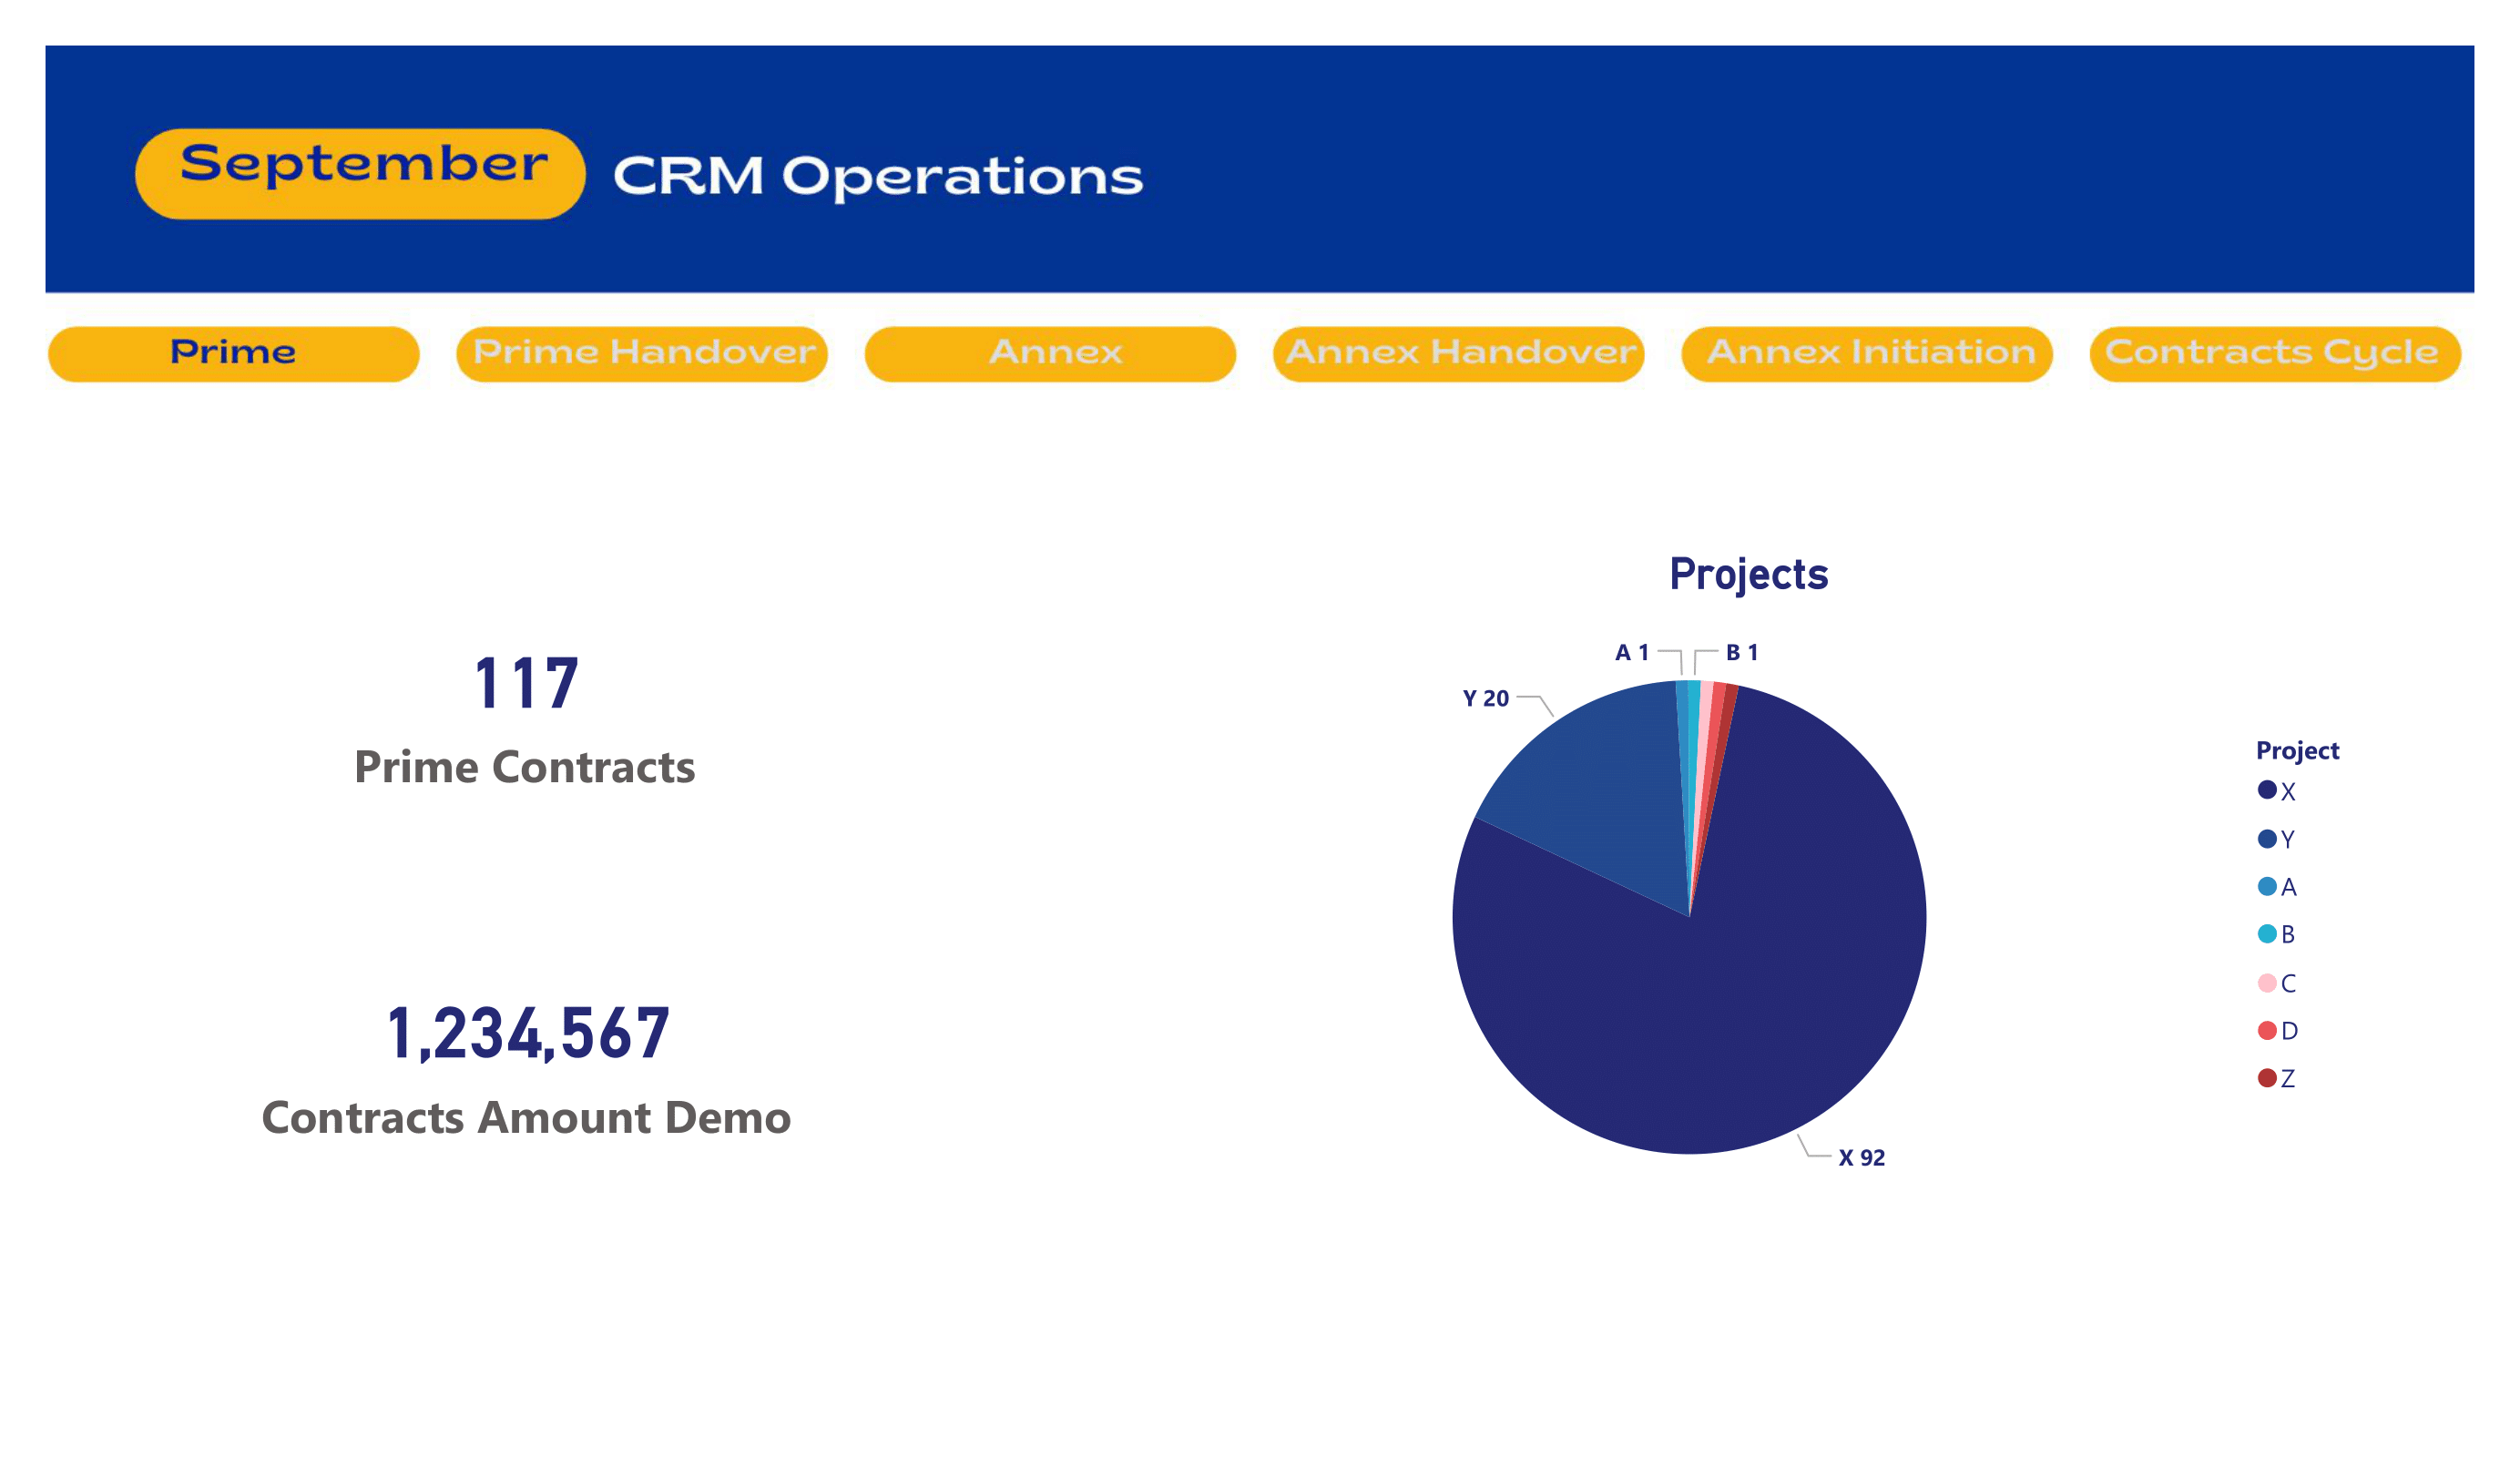 September CRM Operations
Prime
Prime Handover
Annex
Annex Handover
Annex Initiation
Contracts Cycle
117
Prime Contracts
1,234,567
Contracts Amount Demo
Projects
A 1
B 1
Y 20
X 92
Project
X
Y
A
B
C
D
Z